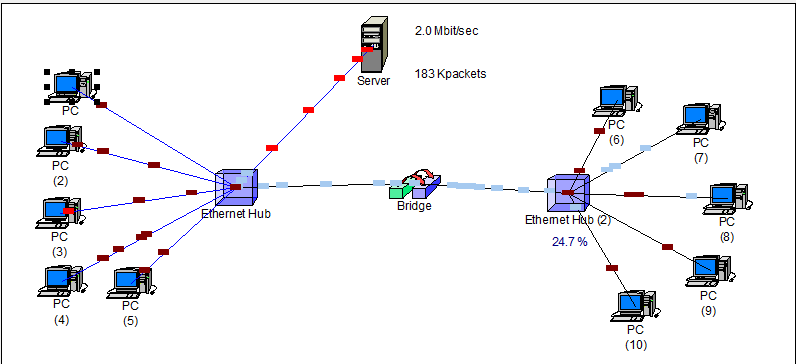 2.0 Mbit/sec
183 Kpackets
Server
PC
PC
(2)
PC
(3)
PC
(4)
PC
(5)
Ethernet Hub
Bridge
Ethernet Hub (2)
24.7 %
PC
(6)
PC
(7)
PC
(8)
PC
(9)
PC
(10)